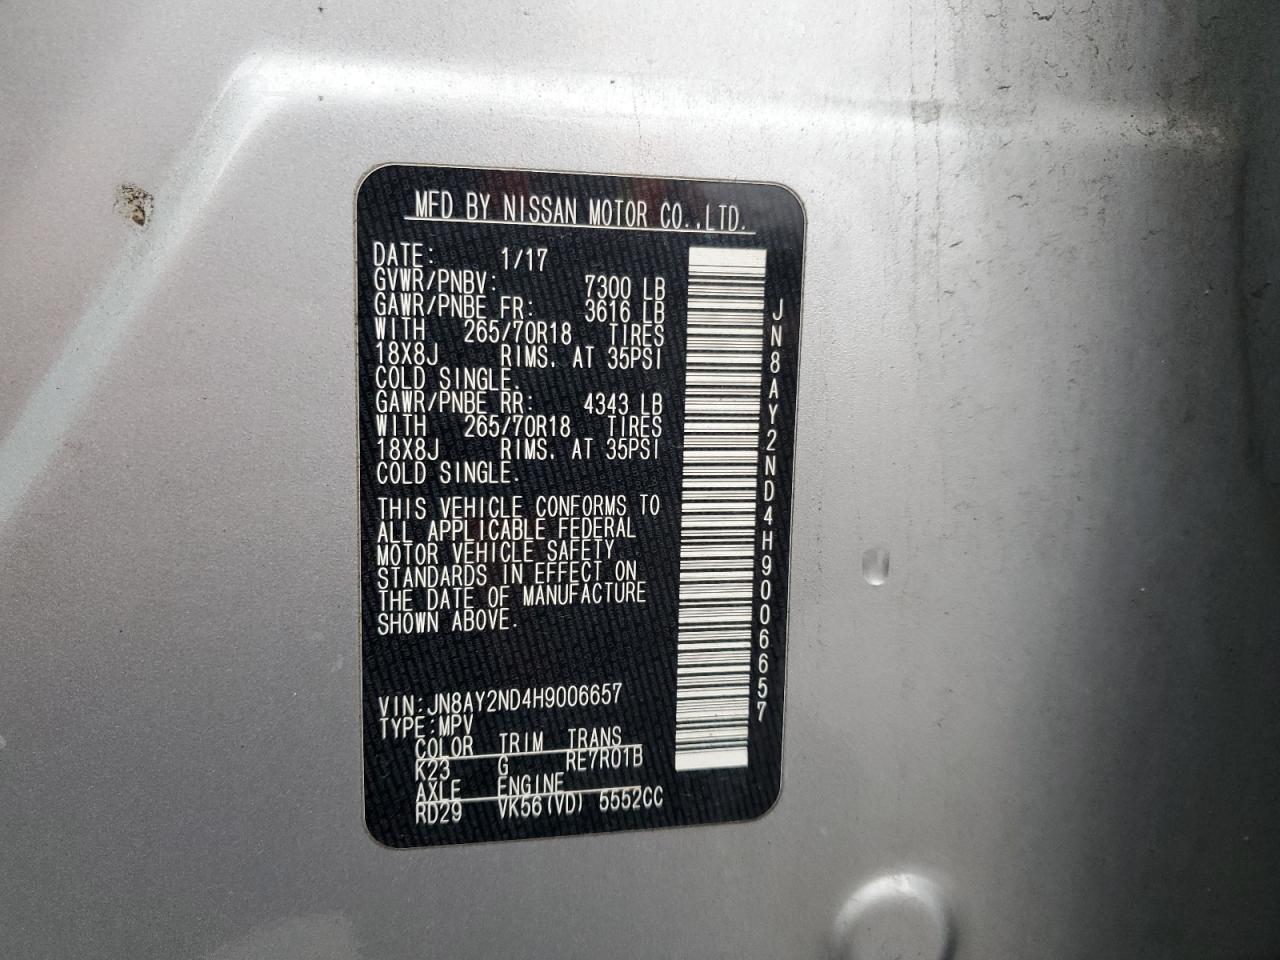 MFD BY NISSAN MOTOR CO.,LTD.
DATE: 1/17
GVWR/PNBV: 7300 LB
GAWR/PNBE FR: 3616 LB
WITH 265/70R18 TIRES
18X8J RIMS. AT 35PSI
COLD SINGLE.
GAWR/PNBE RR: 4343 LB
WITH 265/70R18 TIRES
18X8J RIMS. AT 35PSI
COLD SINGLE.
THIS VEHICLE CONFORMS TO
ALL APPLICABLE FEDERAL
MOTOR VEHICLE SAFETY
STANDARDS IN EFFECT ON
THE DATE OF MANUFACTURE
SHOWN ABOVE.
VIN:JN8AY2ND4H9006657
TYPE:MPV
COLOR TRIM TRANS
K23 G RE7R01B
AXLE ENGINE
RD29 VK56(VD) 5552CC
JN8AY2ND4H9006657